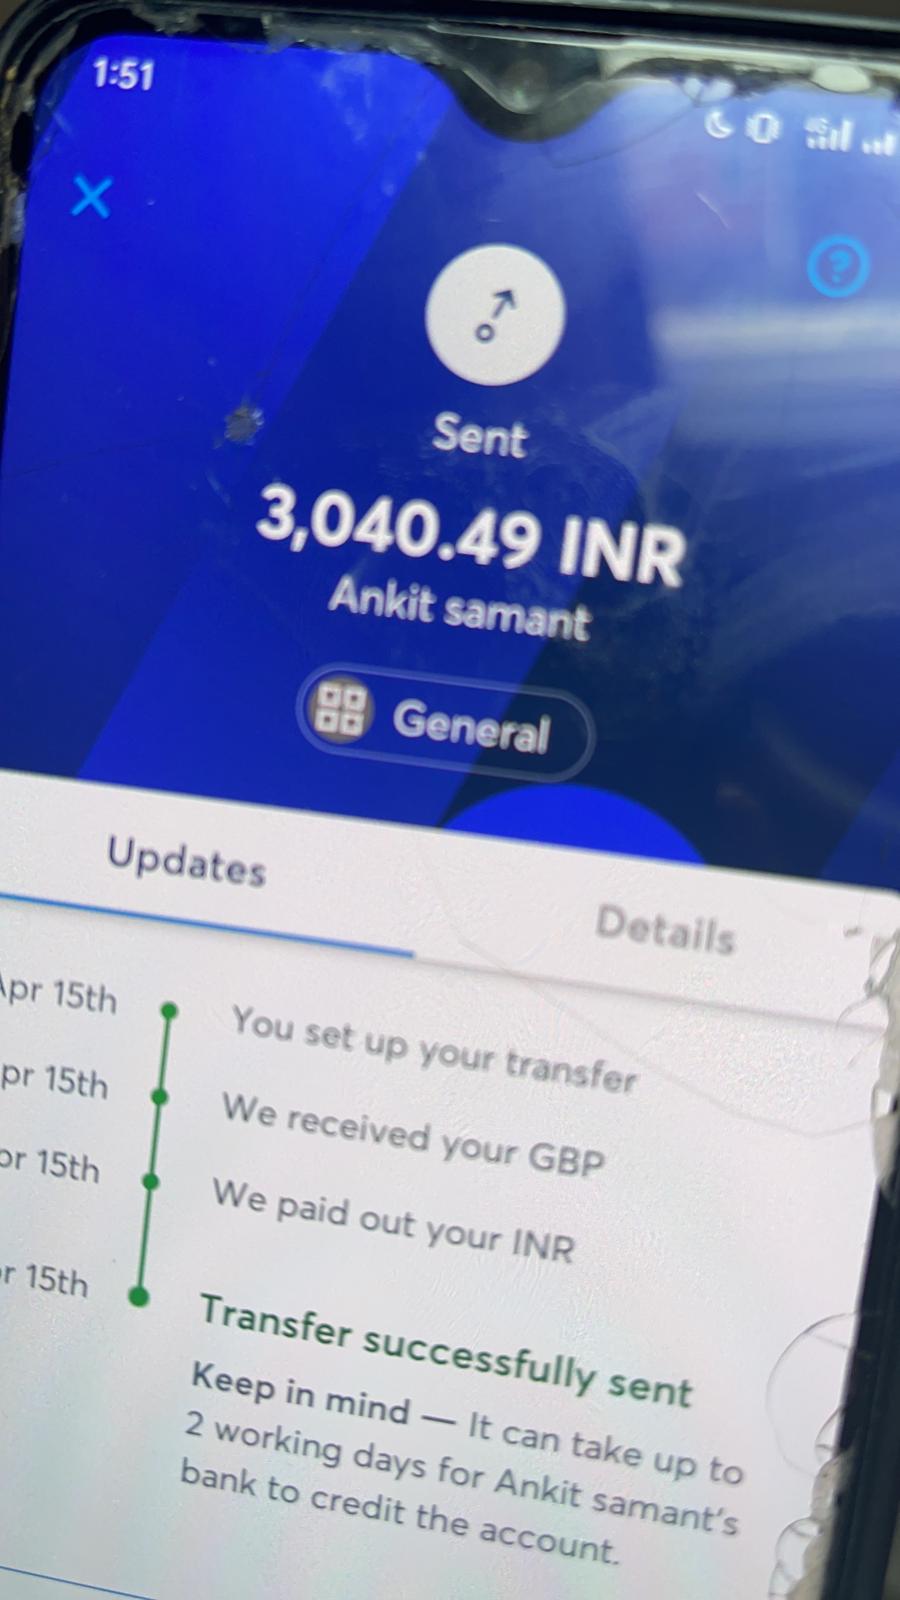 1:51
Sent
3,040.49 INR
Ankit samant
General
Updates
Details
Apr 15th
You set up your transfer
pr 15th
We received your GBP
or 15th
We paid out your INR
r 15th
Transfer successfully sent
Keep in mind — It can take up to
2 working days for Ankit samant's
bank to credit the account.